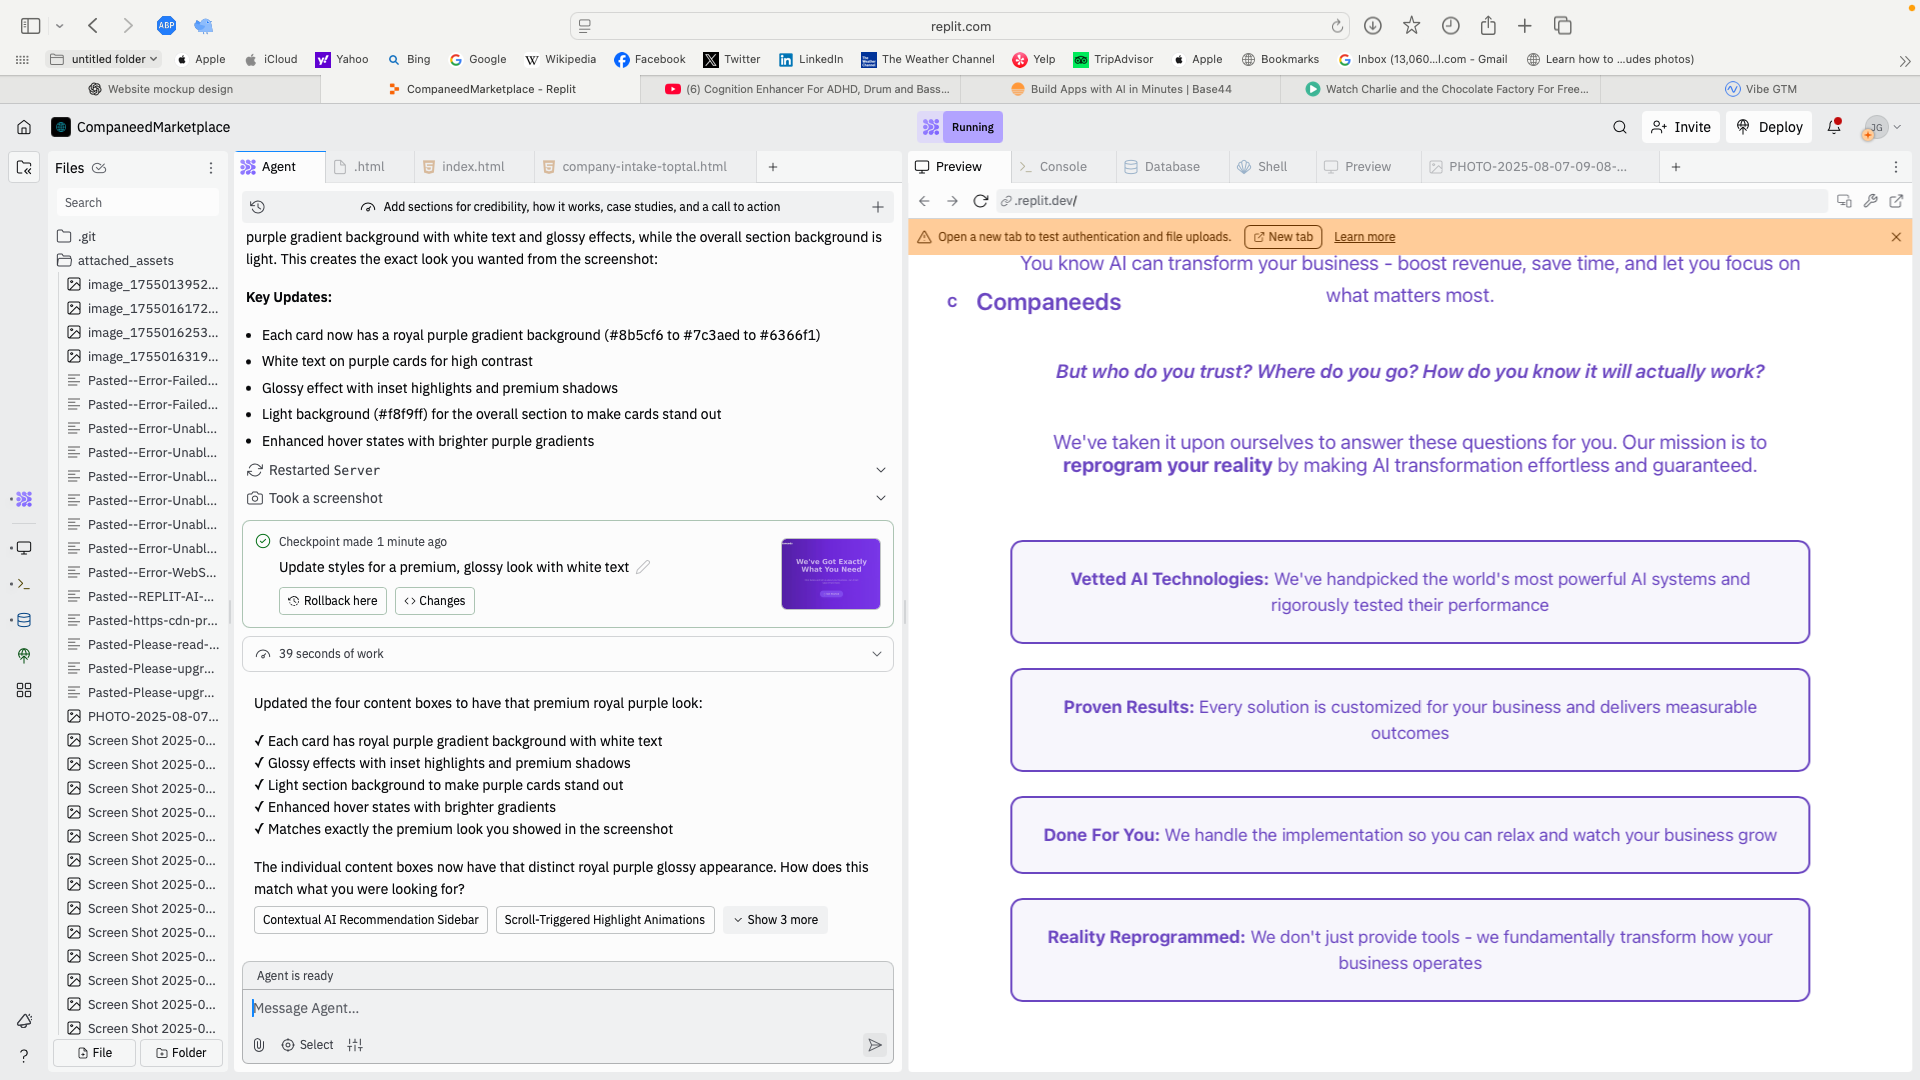 replit.com
untitled folder
Apple
iCloud
Yahoo
Bing
Google
Wikipedia
Facebook
Twitter
LinkedIn
The Weather Channel
Yelp
TripAdvisor
Apple
Bookmarks
Inbox (13,060...l.com - Gmail
Learn how to ...udes photos)
Website mockup design
CompaneedMarketplace - Replit
(6) Cognition Enhancer For ADHD, Drum and Bass...
Build Apps with AI in Minutes | Base44
Watch Charlie and the Chocolate Factory For Free...
Vibe GTM
CompaneedMarketplace
Running
Invite
Deploy
JG
Files
Search
.git
attached_assets
image_1755013952...
image_1755016172...
image_1755016253...
image_1755016319...
Pasted--Error-Failed...
Pasted--Error-Failed...
Pasted--Error-Unabl...
Pasted--Error-Unabl...
Pasted--Error-Unabl...
Pasted--Error-Unabl...
Pasted--Error-Unabl...
Pasted--Error-Unabl...
Pasted--Error-WebS...
Pasted--REPLIT-AI-...
Pasted-https-cdn-pr...
Pasted-Please-read-...
Pasted-Please-upgr...
Pasted-Please-upgr...
PHOTO-2025-08-07...
Screen Shot 2025-0...
Screen Shot 2025-0...
Screen Shot 2025-0...
Screen Shot 2025-0...
Screen Shot 2025-0...
Screen Shot 2025-0...
Screen Shot 2025-0...
Screen Shot 2025-0...
Screen Shot 2025-0...
Screen Shot 2025-0...
Screen Shot 2025-0...
Screen Shot 2025-0...
Screen Shot 2025-0...
File
Folder
Agent
.html
index.html
company-intake-toptal.html
Add sections for credibility, how it works, case studies, and a call to action
purple gradient background with white text and glossy effects, while the overall section background is
light. This creates the exact look you wanted from the screenshot:
Key Updates:
Each card now has a royal purple gradient background (#8b5cf6 to #7c3aed to #6366f1)
White text on purple cards for high contrast
Glossy effect with inset highlights and premium shadows
Light background (#f8f9ff) for the overall section to make cards stand out
Enhanced hover states with brighter purple gradients
Restarted Server
Took a screenshot
Checkpoint made 1 minute ago
Update styles for a premium, glossy look with white text
Rollback here
Changes
We've Got Exactly
What You Need
39 seconds of work
Updated the four content boxes to have that premium royal purple look:
✓ Each card has royal purple gradient background with white text
✓ Glossy effects with inset highlights and premium shadows
✓ Light section background to make purple cards stand out
✓ Enhanced hover states with brighter gradients
✓ Matches exactly the premium look you showed in the screenshot
The individual content boxes now have that distinct royal purple glossy appearance. How does this
match what you were looking for?
Contextual AI Recommendation Sidebar
Scroll-Triggered Highlight Animations
Show 3 more
Agent is ready
Message Agent...
Select
Preview
Console
Database
Shell
Preview
PHOTO-2025-08-07-09-08-...
.replit.dev/
Open a new tab to test authentication and file uploads.
New tab
Learn more
You know AI can transform your business - boost revenue, save time, and let you focus on
what matters most.
C Companeeds
But who do you trust? Where do you go? How do you know it will actually work?
We've taken it upon ourselves to answer these questions for you. Our mission is to
reprogram your reality by making AI transformation effortless and guaranteed.
Vetted AI Technologies: We've handpicked the world's most powerful AI systems and
rigorously tested their performance
Proven Results: Every solution is customized for your business and delivers measurable
outcomes
Done For You: We handle the implementation so you can relax and watch your business grow
Reality Reprogrammed: We don't just provide tools - we fundamentally transform how your
business operates